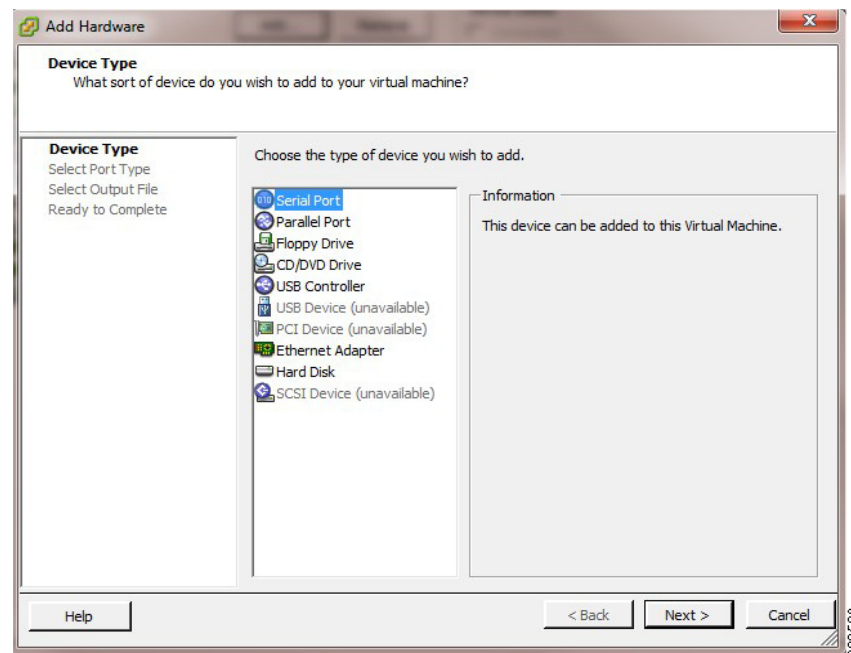 Add Hardware
Device Type
What sort of device do you wish to add to your virtual machine?
Device Type
Select Port Type
Select Output File
Ready to Complete
Choose the type of device you wish to add.
Serial Port
Parallel Port
Floppy Drive
CD/DVD Drive
USB Controller
USB Device (unavailable)
PCI Device (unavailable)
Ethernet Adapter
Hard Disk
SCSI Device (unavailable)
Information
This device can be added to this Virtual Machine.
Help
< Back
Next >
Cancel